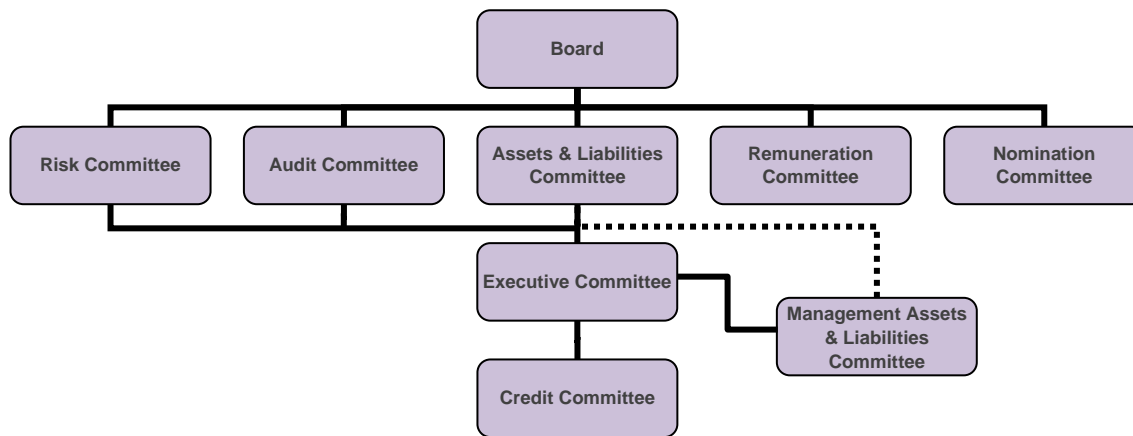 Board
Risk Committee
Audit Committee
Assets & Liabilities
Committee
Remuneration
Committee
Nomination
Committee
Executive Committee
Management Assets
& Liabilities
Committee
Credit Committee